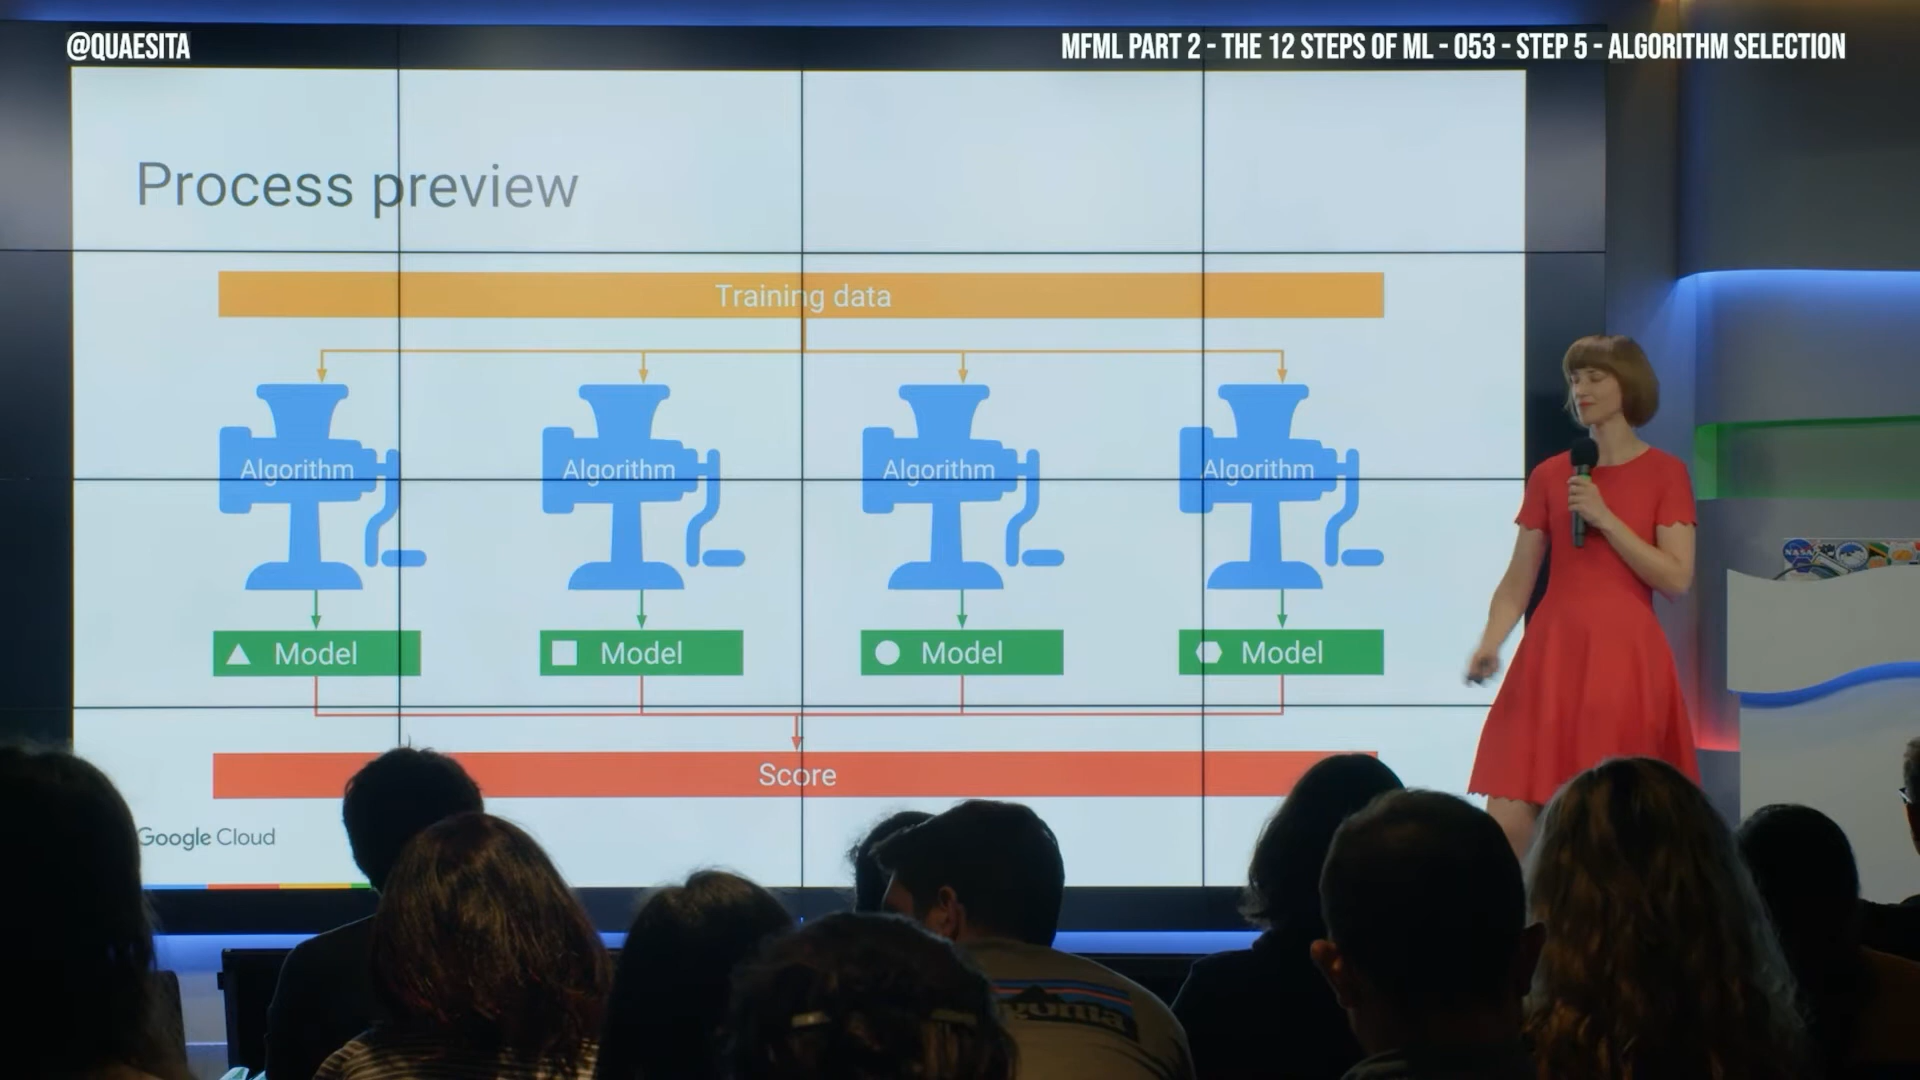 @QUAESITA
MFML PART 2 - THE 12 STEPS OF ML - 053 - STEP 5 - ALGORITHM SELECTION
Process preview
Training data
Algorithm
Algorithm
Algorithm
Algorithm
Model
Model
Model
Model
Score
Google Cloud
NASA